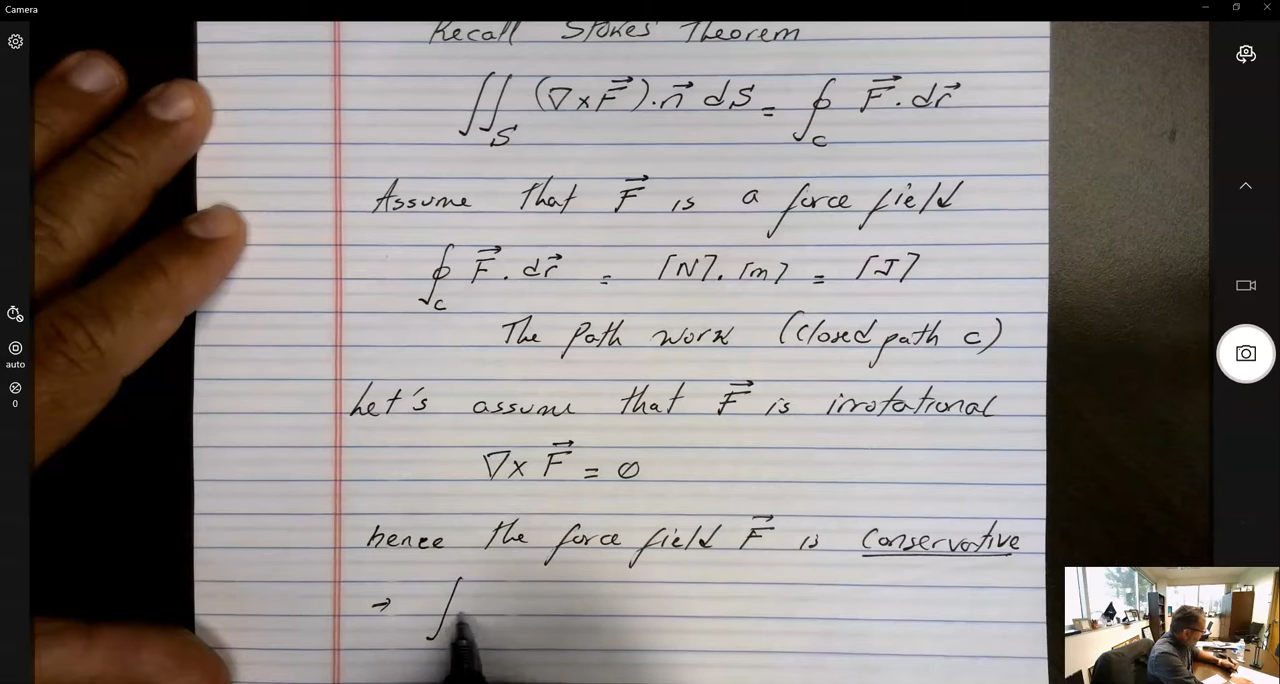 Camera
Recall Stokes' Theorem
∬_S (∇×F⃗)·n⃗ dS = ∮_C F⃗·dr⃗
Assume that F⃗ is a force field
∮_C F⃗·dr⃗ = [N]·[m] = [J]
The path work (closed path C)
Let's assume that F⃗ is irrotational
∇×F⃗ = 0
hence the force field F⃗ is conservative
→ ∫
auto
0